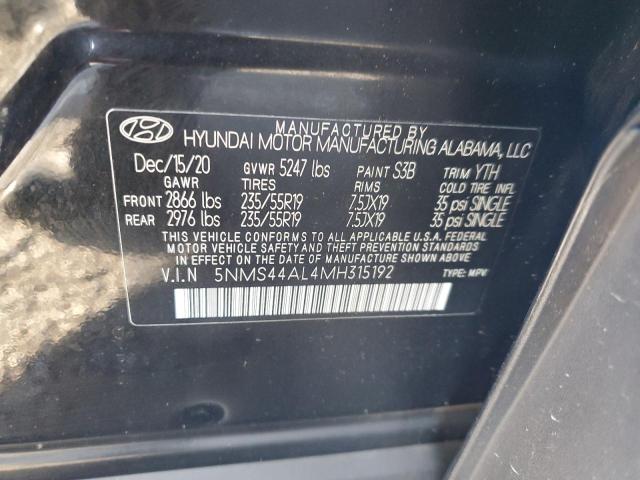 MANUFACTURED BY
HYUNDAI MOTOR MANUFACTURING ALABAMA, LLC
Dec/15/20 GVWR 5247 lbs PAINT S3B TRIM YTH
GAWR TIRES RIMS COLD TIRE INFL
FRONT 2866 lbs 235/55R19 7.5JX19 35 psi SINGLE
REAR 2976 lbs 235/55R19 7.5JX19 35 psi SINGLE
THIS VEHICLE CONFORMS TO ALL APPLICABLE U.S.A. FEDERAL
MOTOR VEHICLE SAFETY AND THEFT PREVENTION STANDARDS
IN EFFECT ON THE DATE OF MANUFACTURE SHOWN ABOVE
V.I.N 5NMS44AL4MH315192 TYPE: MPV